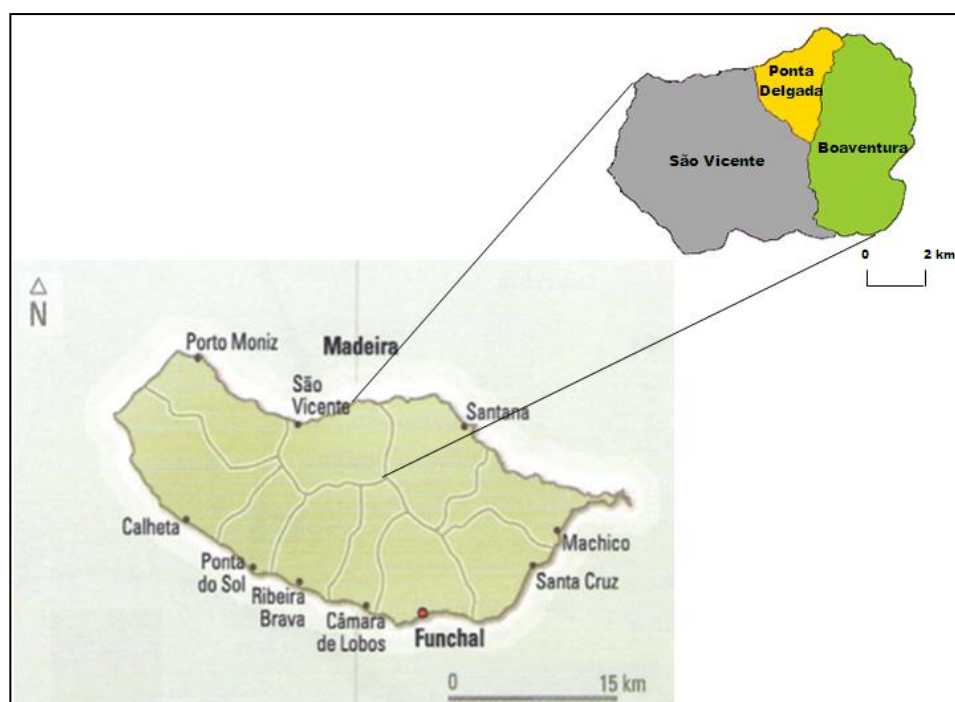 Ponta
Delgada
São Vicente
Boaventura
0
2 km
N
Porto Moniz
Madeira
São
Vicente
Santana
Calheta
Machico
Ponta
do Sol
Santa Cruz
Ribeira
Brava
Câmara
de Lobos
Funchal
0
15 km